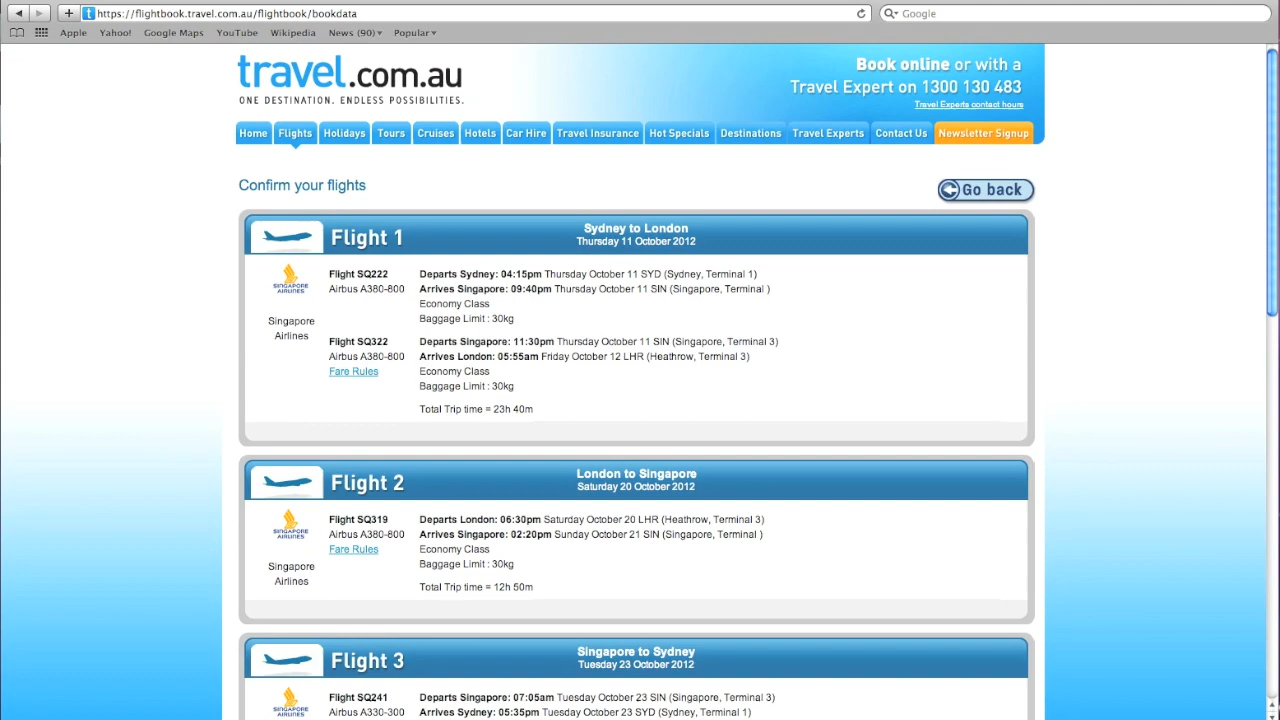 https://flightbook.travel.com.au/flightbook/bookdata
Google
Apple Yahoo! Google Maps YouTube Wikipedia News (90) Popular
travel.com.au
ONE DESTINATION. ENDLESS POSSIBILITIES.
Book online or with a
Travel Expert on 1300 130 483
Travel Experts contact hours
Home Flights Holidays Tours Cruises Hotels Car Hire Travel Insurance Hot Specials Destinations Travel Experts Contact Us Newsletter Signup
Confirm your flights
Go back
Flight 1
Sydney to London
Thursday 11 October 2012
SINGAPORE AIRLINES
Singapore
Airlines
Flight SQ222
Airbus A380-800
Departs Sydney: 04:15pm Thursday October 11 SYD (Sydney, Terminal 1)
Arrives Singapore: 09:40pm Thursday October 11 SIN (Singapore, Terminal )
Economy Class
Baggage Limit : 30kg
Flight SQ322
Airbus A380-800
Fare Rules
Departs Singapore: 11:30pm Thursday October 11 SIN (Singapore, Terminal 3)
Arrives London: 05:55am Friday October 12 LHR (Heathrow, Terminal 3)
Economy Class
Baggage Limit : 30kg
Total Trip time = 23h 40m
Flight 2
London to Singapore
Saturday 20 October 2012
SINGAPORE AIRLINES
Singapore
Airlines
Flight SQ319
Airbus A380-800
Fare Rules
Departs London: 06:30pm Saturday October 20 LHR (Heathrow, Terminal 3)
Arrives Singapore: 02:20pm Sunday October 21 SIN (Singapore, Terminal )
Economy Class
Baggage Limit : 30kg
Total Trip time = 12h 50m
Flight 3
Singapore to Sydney
Tuesday 23 October 2012
SINGAPORE AIRLINES
Flight SQ241
Airbus A330-300
Departs Singapore: 07:05am Tuesday October 23 SIN (Singapore, Terminal 3)
Arrives Sydney: 05:35pm Tuesday October 23 SYD (Sydney, Terminal 1)